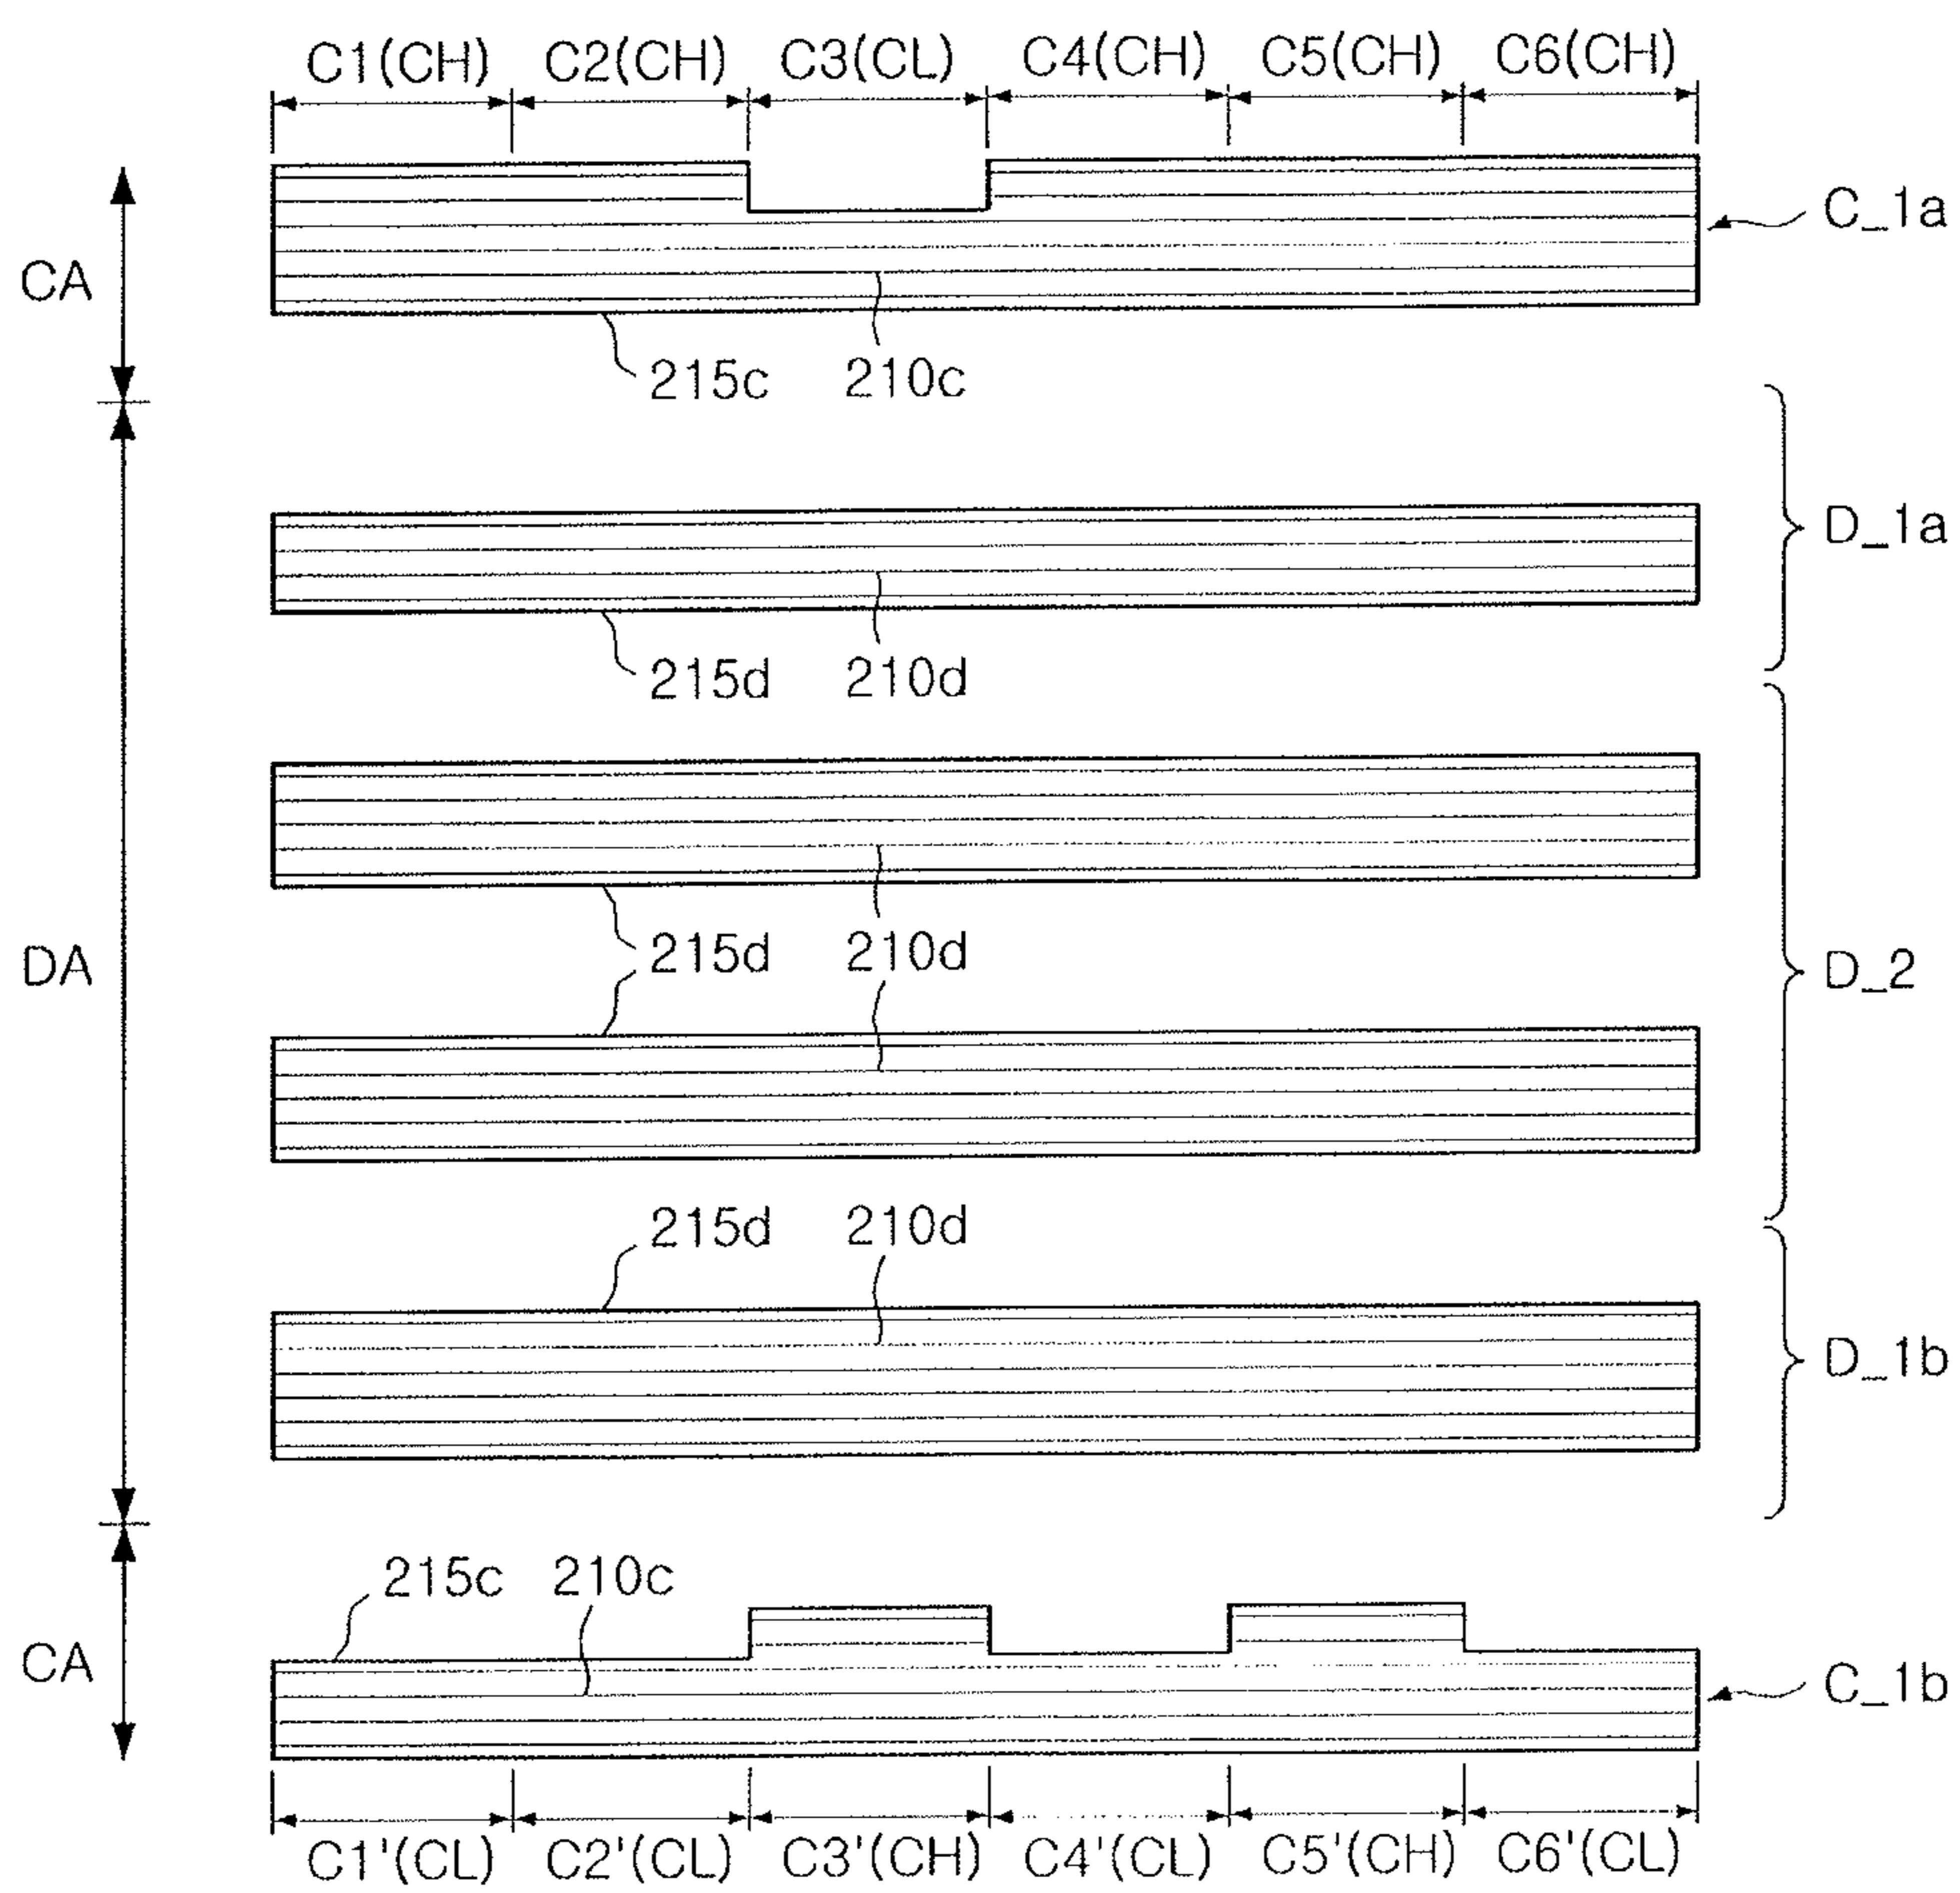 C1(CH) C2(CH) C3(CL) C4(CH) C5(CH) C6(CH)
C_1a
CA
215c 210c
D_1a
215d 210d
215d 210d
DA
D_2
215d 210d
D_1b
215c 210c
CA
C_1b
C1'(CL) C2'(CL) C3'(CH) C4'(CL) C5'(CH) C6'(CL)